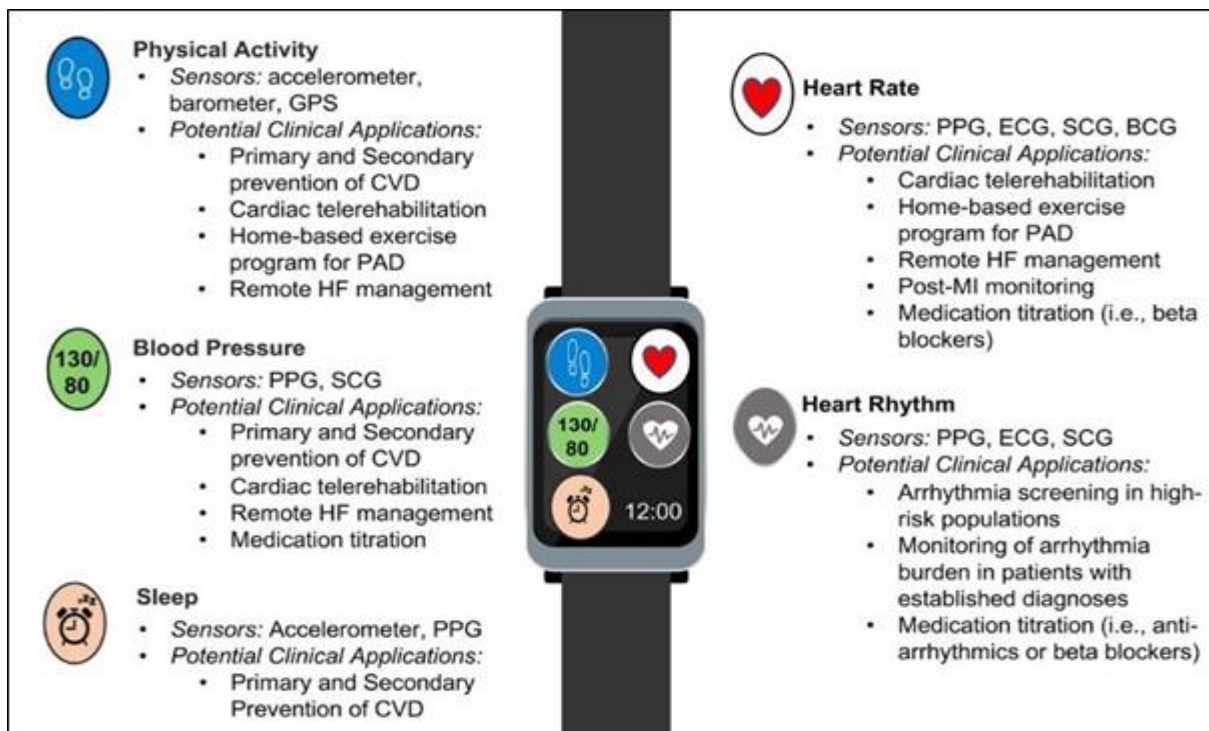 Physical Activity
• Sensors: accelerometer,
barometer, GPS
• Potential Clinical Applications:
• Primary and Secondary
prevention of CVD
• Cardiac telerehabilitation
• Home-based exercise
program for PAD
• Remote HF management
130/
80
Blood Pressure
• Sensors: PPG, SCG
• Potential Clinical Applications:
• Primary and Secondary
prevention of CVD
• Cardiac telerehabilitation
• Remote HF management
• Medication titration
zz
Sleep
• Sensors: Accelerometer, PPG
• Potential Clinical Applications:
• Primary and Secondary
Prevention of CVD
130/
80
zz
12:00
Heart Rate
• Sensors: PPG, ECG, SCG, BCG
• Potential Clinical Applications:
• Cardiac telerehabilitation
• Home-based exercise
program for PAD
• Remote HF management
• Post-MI monitoring
• Medication titration (i.e., beta
blockers)
Heart Rhythm
• Sensors: PPG, ECG, SCG
• Potential Clinical Applications:
• Arrhythmia screening in high-
risk populations
• Monitoring of arrhythmia
burden in patients with
established diagnoses
• Medication titration (i.e., anti-
arrhythmics or beta blockers)